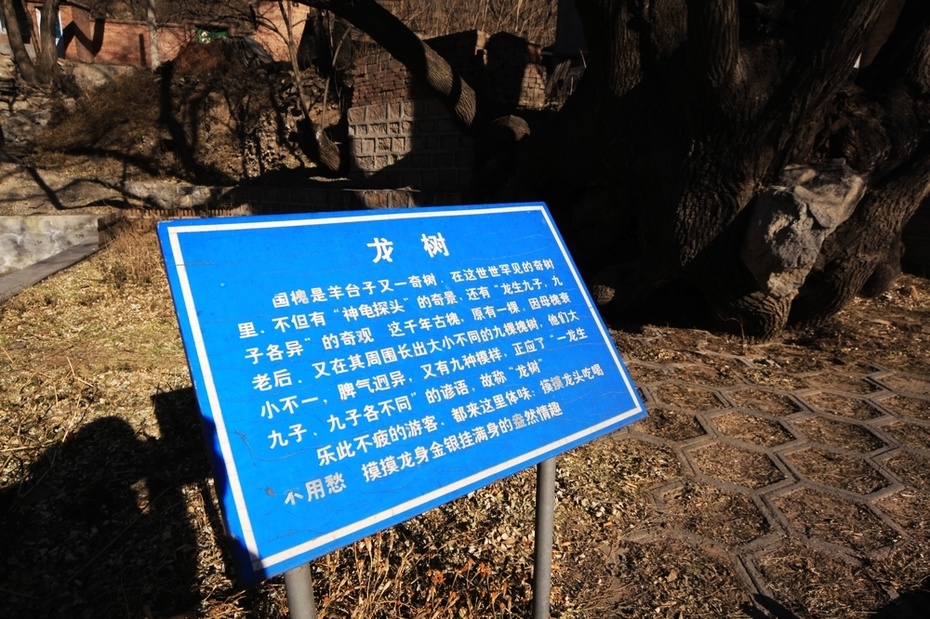 龙树
国槐是羊台子又一奇树，在这世世罕见的奇树
里，不但有“神龟探头”的奇景，还有“龙生九子，九
子各异”的奇观 这千年古槐，原有一棵，因母槐衰
老后，又在其周围长出大小不同的九棵槐树，他们大
小不一，脾气迥异，又有九种模样，正应了“一龙生
九子、九子各不同”的谚语，故称“龙树”
乐此不疲的游客，都来这里体味，摸摸龙头吃喝
不用愁 摸摸龙身金银挂满身的盎然情趣